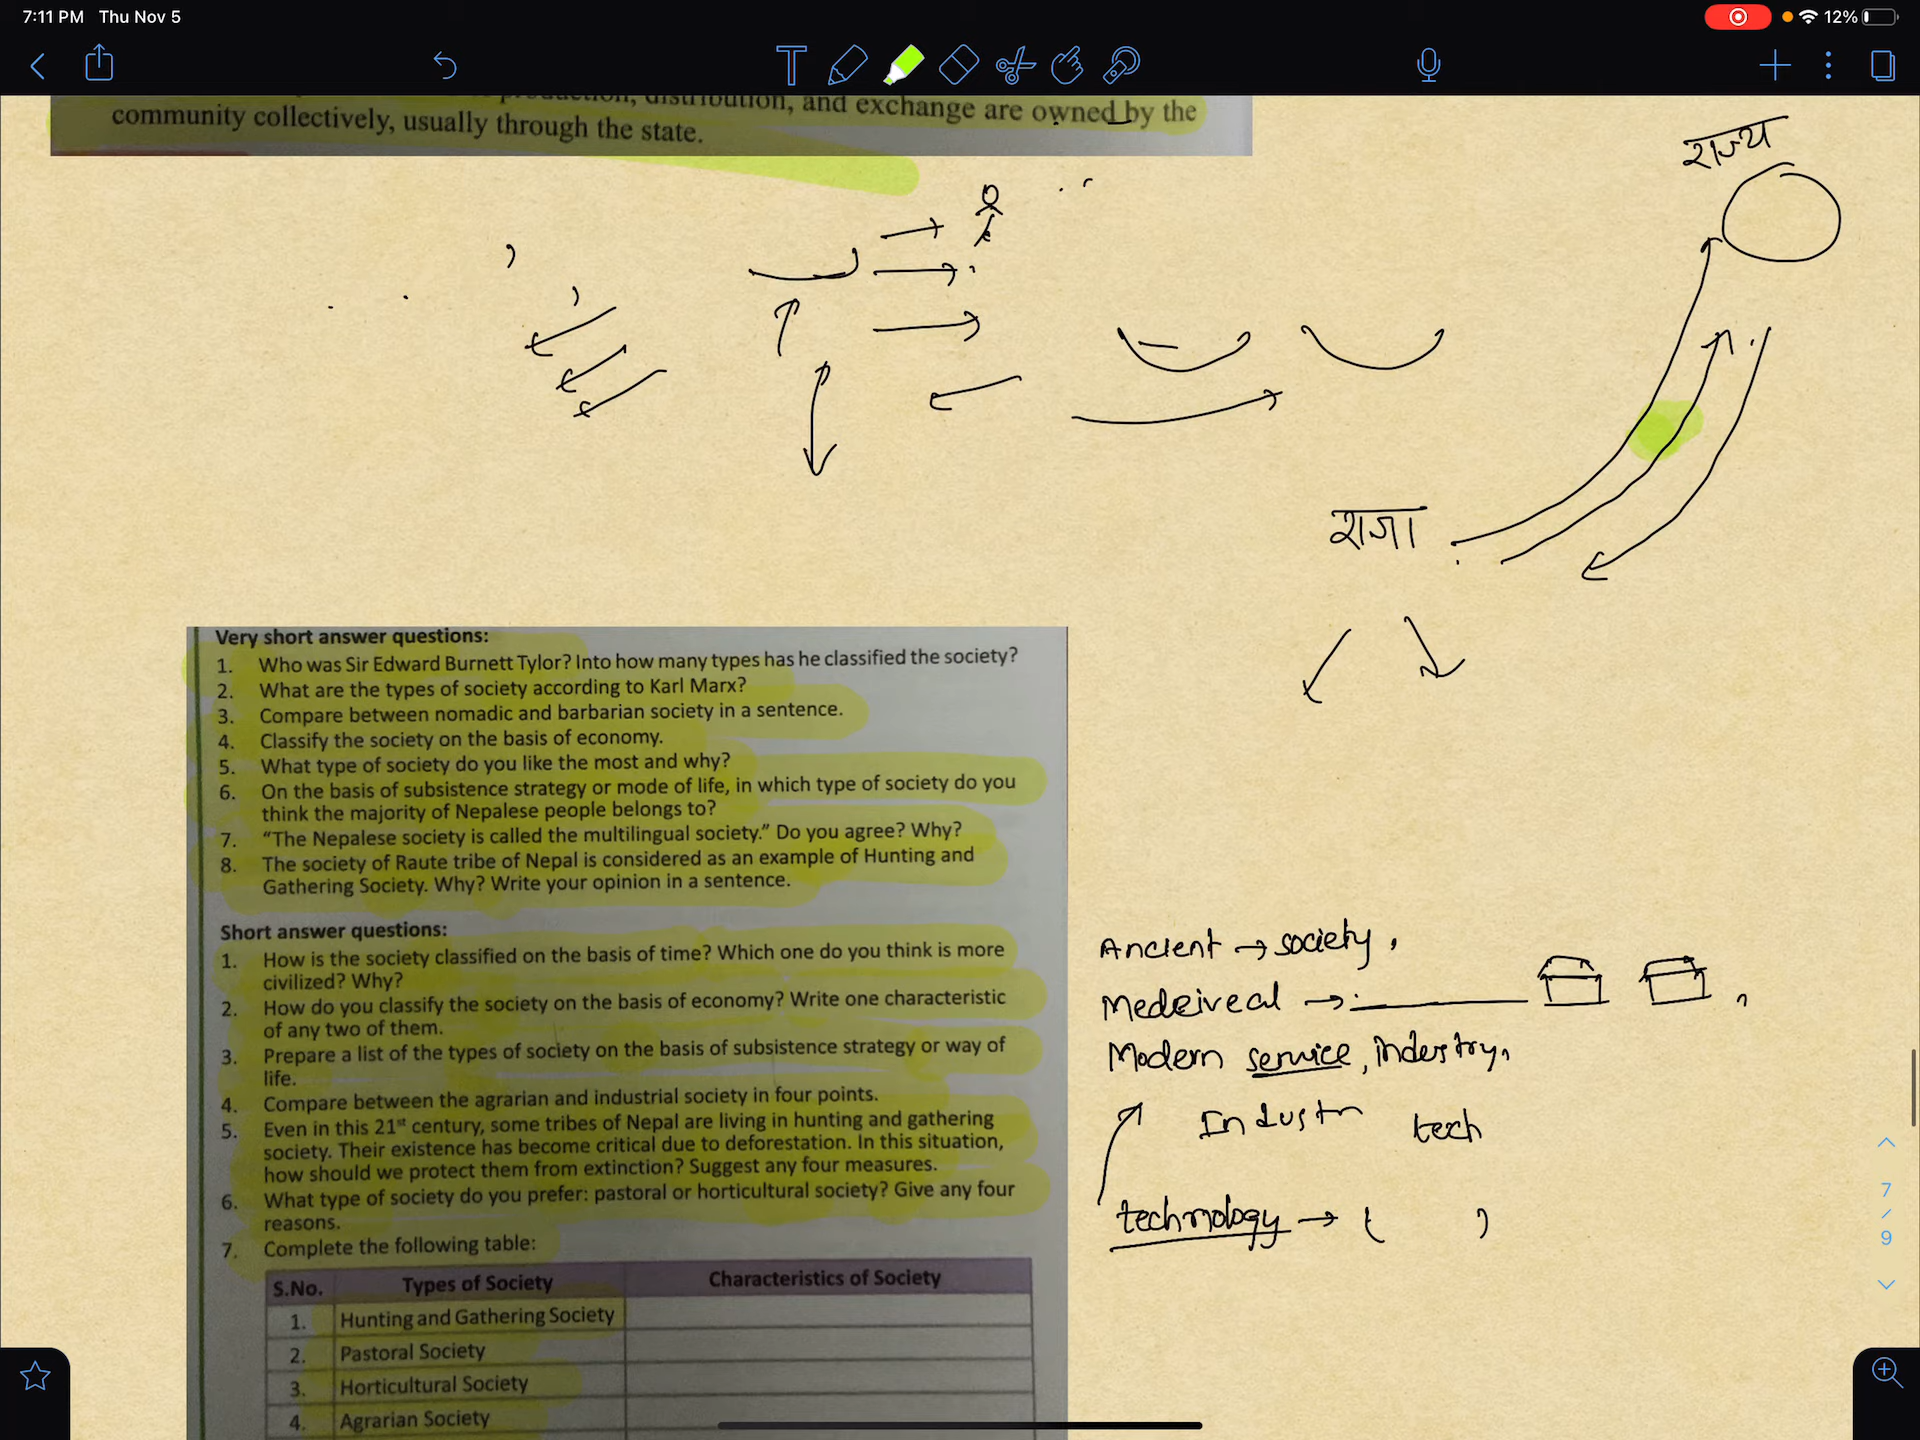 7:11 PM Thu Nov 5
12%
production, distribution, and exchange are owned by the
community collectively, usually through the state.
राज्य
राजा
Very short answer questions:
1. Who was Sir Edward Burnett Tylor? Into how many types has he classified the society?
2. What are the types of society according to Karl Marx?
3. Compare between nomadic and barbarian society in a sentence.
4. Classify the society on the basis of economy.
5. What type of society do you like the most and why?
6. On the basis of subsistence strategy or mode of life, in which type of society do you
think the majority of Nepalese people belongs to?
7. “The Nepalese society is called the multilingual society.” Do you agree? Why?
8. The society of Raute tribe of Nepal is considered as an example of Hunting and
Gathering Society. Why? Write your opinion in a sentence.
Short answer questions:
1. How is the society classified on the basis of time? Which one do you think is more
civilized? Why?
2. How do you classify the society on the basis of economy? Write one characteristic
of any two of them.
3. Prepare a list of the types of society on the basis of subsistence strategy or way of
life.
4. Compare between the agrarian and industrial society in four points.
5. Even in this 21st century, some tribes of Nepal are living in hunting and gathering
society. Their existence has become critical due to deforestation. In this situation,
how should we protect them from extinction? Suggest any four measures.
6. What type of society do you prefer: pastoral or horticultural society? Give any four
reasons.
7. Complete the following table:
S.No. Types of Society Characteristics of Society
1. Hunting and Gathering Society
2. Pastoral Society
3. Horticultural Society
4. Agrarian Society
Ancient → society,
Medeiveal →
Modern service, industry,
Industr tech
technology → ( )
7
/
9